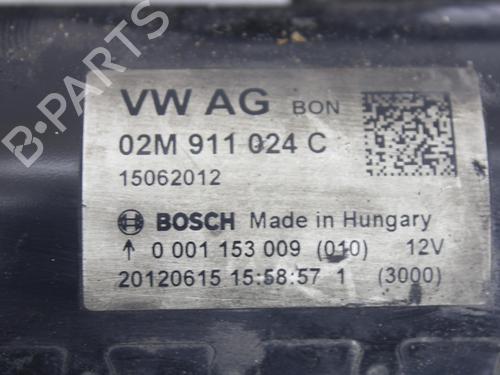 VW AG BON
02M 911 024 C
15062012
BOSCH Made in Hungary
↑ 0 001 153 009 (010) 12V
20120615 15:58:57 1 (3000)
B-PARTS
B-PARTS